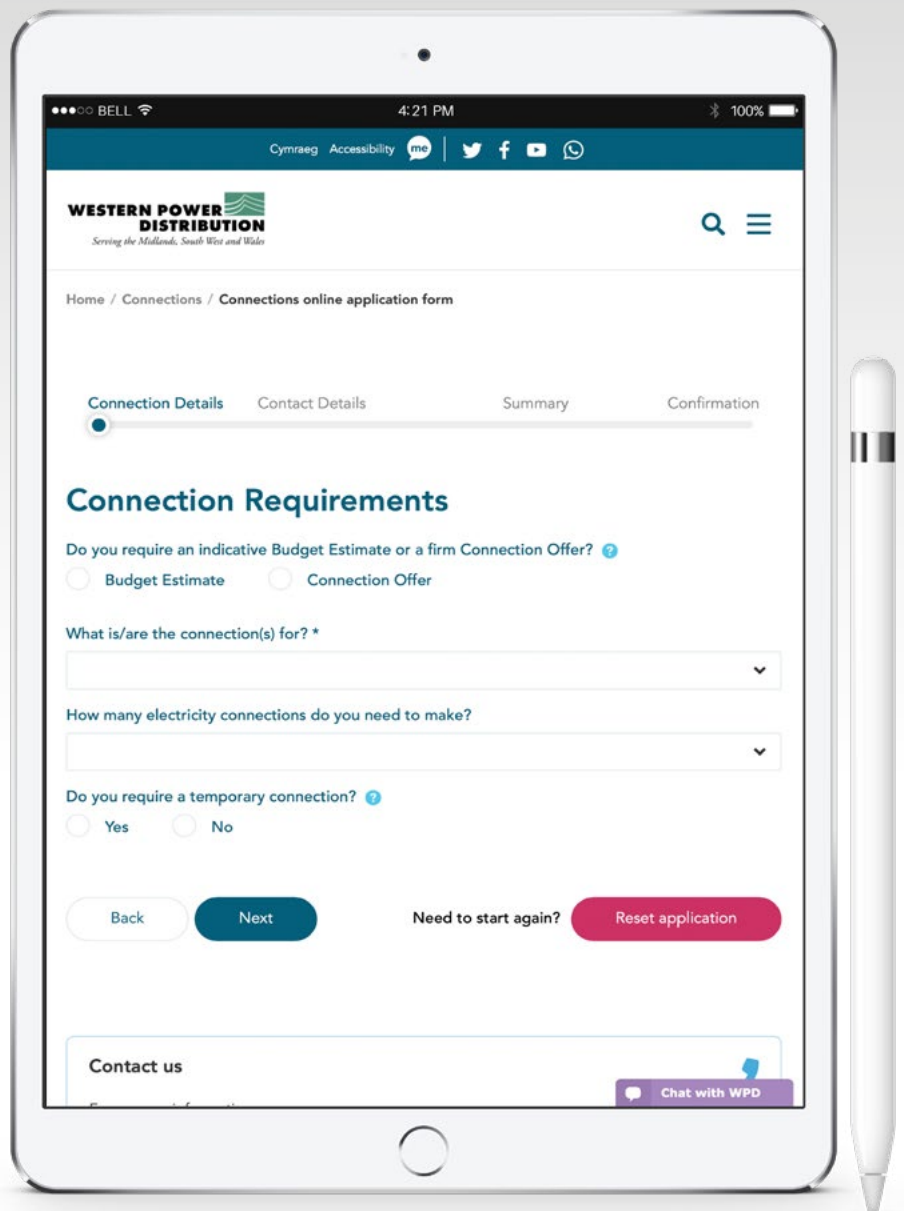 BELL 4:21 PM 100%
Cymraeg Accessibility me
WESTERN POWER
DISTRIBUTION
Serving the Midlands, South West and Wales
Home / Connections / Connections online application form
Connection Details Contact Details Summary Confirmation
Connection Requirements
Do you require an indicative Budget Estimate or a firm Connection Offer? ?
Budget Estimate Connection Offer
What is/are the connection(s) for? *
How many electricity connections do you need to make?
Do you require a temporary connection? ?
Yes No
Back Next Need to start again? Reset application
Contact us
Chat with WPD